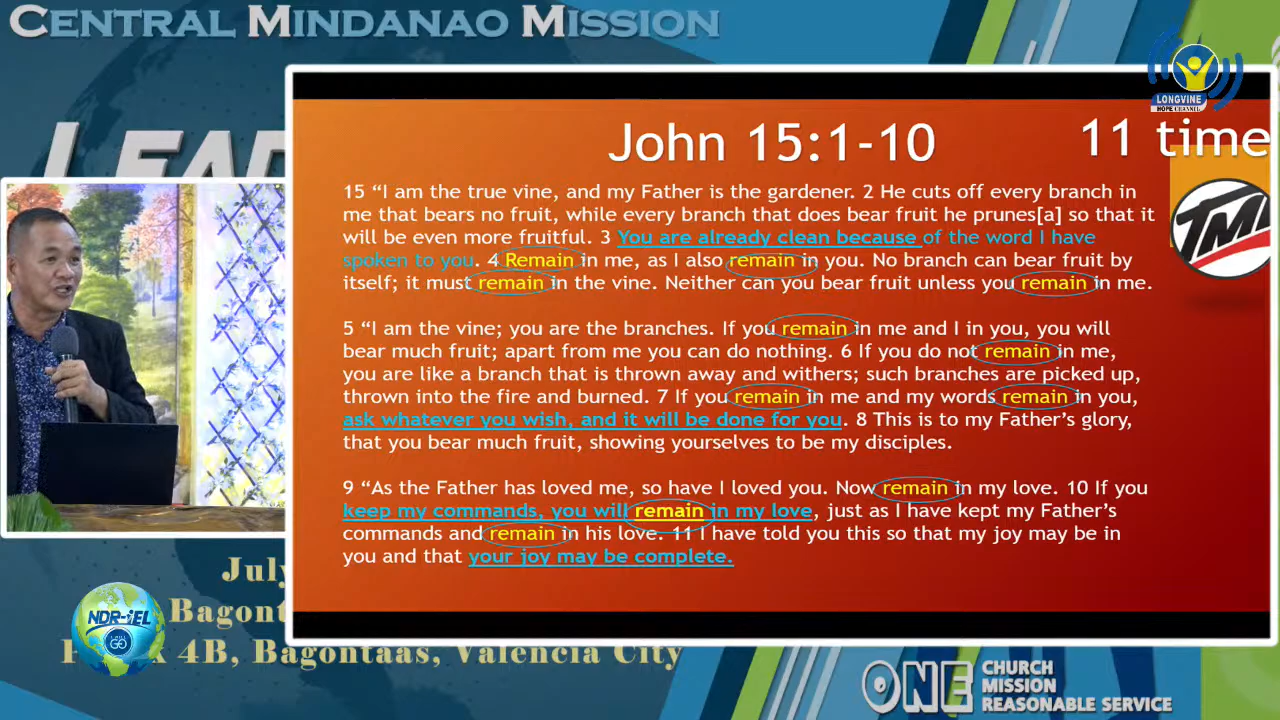 CENTRAL MINDANAO MISSION
LONGVINE
HOPE CHANNEL
LEAD
John 15:1-10
11 time
TM
15 “I am the true vine, and my Father is the gardener. 2 He cuts off every branch in
me that bears no fruit, while every branch that does bear fruit he prunes[a] so that it
will be even more fruitful. 3 You are already clean because of the word I have
spoken to you. 4 Remain in me, as I also remain in you. No branch can bear fruit by
itself; it must remain in the vine. Neither can you bear fruit unless you remain in me.
5 “I am the vine; you are the branches. If you remain in me and I in you, you will
bear much fruit; apart from me you can do nothing. 6 If you do not remain in me,
you are like a branch that is thrown away and withers; such branches are picked up,
thrown into the fire and burned. 7 If you remain in me and my words remain in you,
ask whatever you wish, and it will be done for you. 8 This is to my Father’s glory,
that you bear much fruit, showing yourselves to be my disciples.
9 “As the Father has loved me, so have I loved you. Now remain in my love. 10 If you
keep my commands, you will remain in my love, just as I have kept my Father’s
commands and remain in his love. 11 I have told you this so that my joy may be in
you and that your joy may be complete.
July
Bagont
4B, Bagontaas, Valencia City
NDR-iEL
I WILL
GO
ONE CHURCH
MISSION
REASONABLE SERVICE